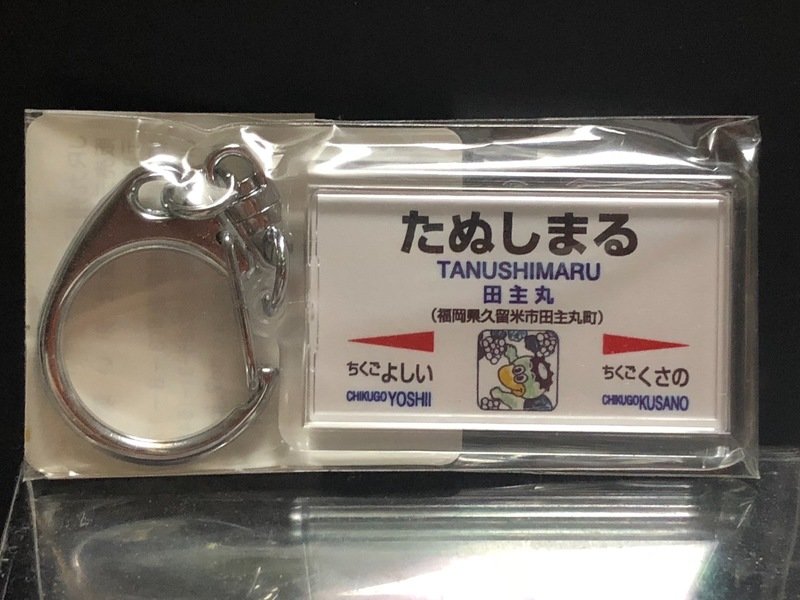 たぬしまる
TANUSHIMARU
田主丸
(福岡県久留米市田主丸町)
ちくごよしい
ちくごくさの
CHIKUGO YOSHII
CHIKUGO KUSANO